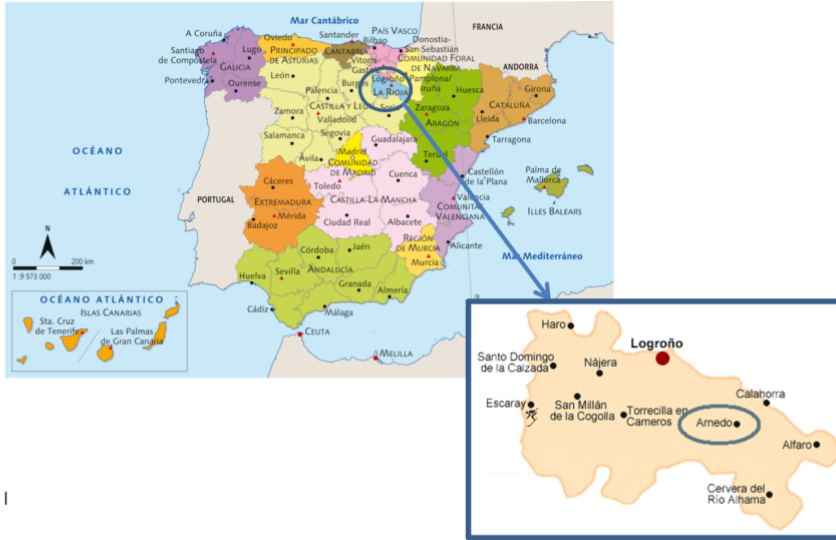 Mar Cantábrico
FRANCIA
A Coruña
Santiago
de Compostela
Lugo
GALICIA
Pontevedra
Ourense
Oviedo
PRINCIPADO
DE ASTURIAS
Santander
CANTABRIA
PAÍS VASCO
Bilbao
Donostia-
San Sebastián
Vitoria-
COMUNIDAD FORAL
DE NAVARRA
Pamplona/
Iruña
ANDORRA
León
Burgos
Logroño
LA RIOJA
Palencia
Huesca
Girona
CATALUÑA
Zamora
CASTILLA Y LEÓN
Valladolid
Soria
Zaragoza
ARAGÓN
Lleida
Barcelona
Tarragona
Salamanca
Segovia
Ávila
Guadalajara
Madrid
COMUNIDAD
DE MADRID
Teruel
OCÉANO
ATLÁNTICO
PORTUGAL
Cáceres
EXTREMADURA
Mérida
Badajoz
Toledo
Cuenca
CASTILLA-LA MANCHA
Ciudad Real
Albacete
Castellón
de la Plana
Valencia
COMUNITAT
VALENCIANA
Palma de
Mallorca
ILLES BALEARS
Alicante
REGIÓN
DE MURCIA
Murcia
Mar Mediterráneo
Córdoba
Jaén
Huelva
Sevilla
ANDALUCÍA
Granada
Almería
Cádiz
Málaga
CEUTA
MELILLA
N
0 200 km
1:9 573 000
OCÉANO ATLÁNTICO
ISLAS CANARIAS
Sta. Cruz
de Tenerife
Las Palmas
de Gran Canaria
Haro
Logroño
Santo Domingo
de la Calzada
Nájera
Escaray
San Millán
de la Cogolla
Torrecilla en
Cameros
Calahorra
Arnedo
Alfaro
Cervera del
Río Alhama